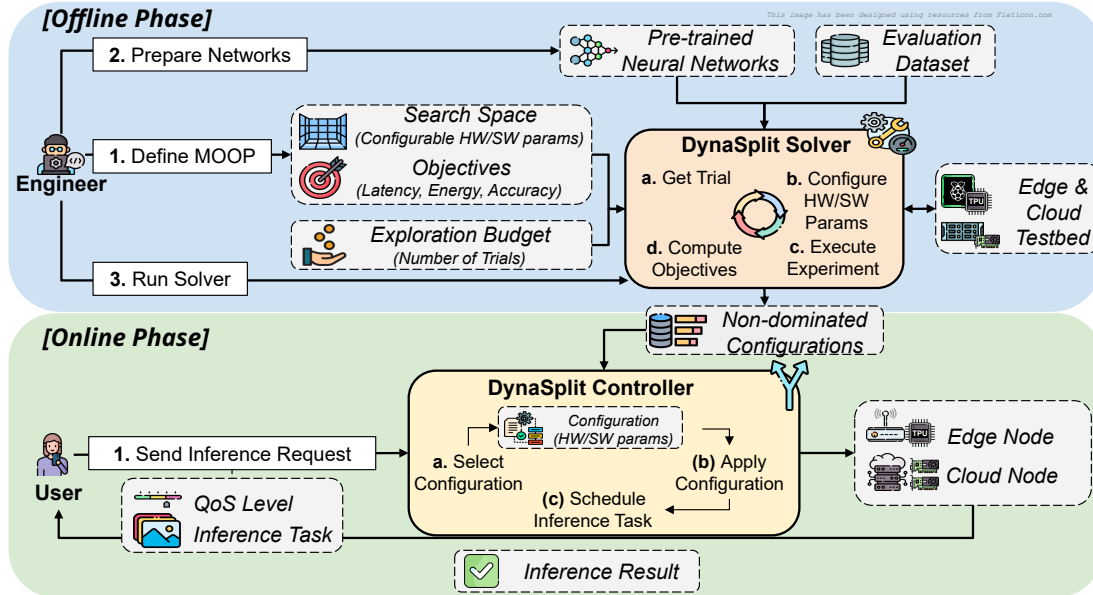 [Offline Phase]
This image has been designed using resources from Flaticon.com
2. Prepare Networks
Pre-trained
Neural Networks
Evaluation
Dataset
Engineer
1. Define MOOP
Search Space
(Configurable HW/SW params)
Objectives
(Latency, Energy, Accuracy)
Exploration Budget
(Number of Trials)
3. Run Solver
DynaSplit Solver
a. Get Trial
b. Configure
HW/SW
Params
d. Compute
Objectives
c. Execute
Experiment
TPU
Edge &
Cloud
Testbed
[Online Phase]
Non-dominated
Configurations
DynaSplit Controller
Configuration
(HW/SW params)
a. Select
Configuration
(b) Apply
Configuration
(c) Schedule
Inference Task
User
1. Send Inference Request
QoS Level
Inference Task
TPU
Edge Node
Cloud Node
Inference Result